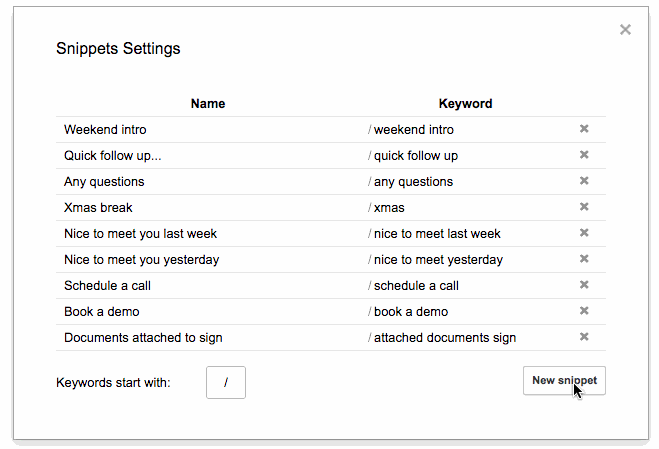 Snippets Settings
Name Keyword
Weekend intro / weekend intro
Quick follow up... / quick follow up
Any questions / any questions
Xmas break / xmas
Nice to meet you last week / nice to meet last week
Nice to meet you yesterday / nice to meet yesterday
Schedule a call / schedule a call
Book a demo / book a demo
Documents attached to sign / attached documents sign
Keywords start with: / New snippet